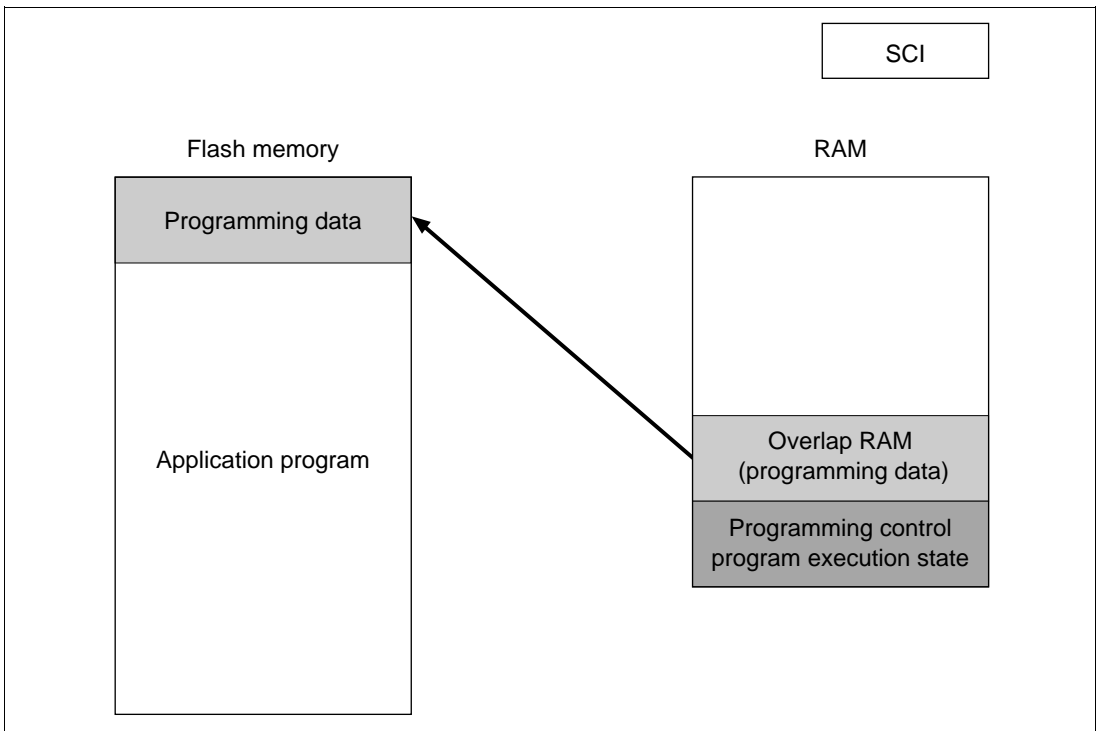 SCI
Flash memory
RAM
Programming data
Application program
Overlap RAM
(programming data)
Programming control
program execution state